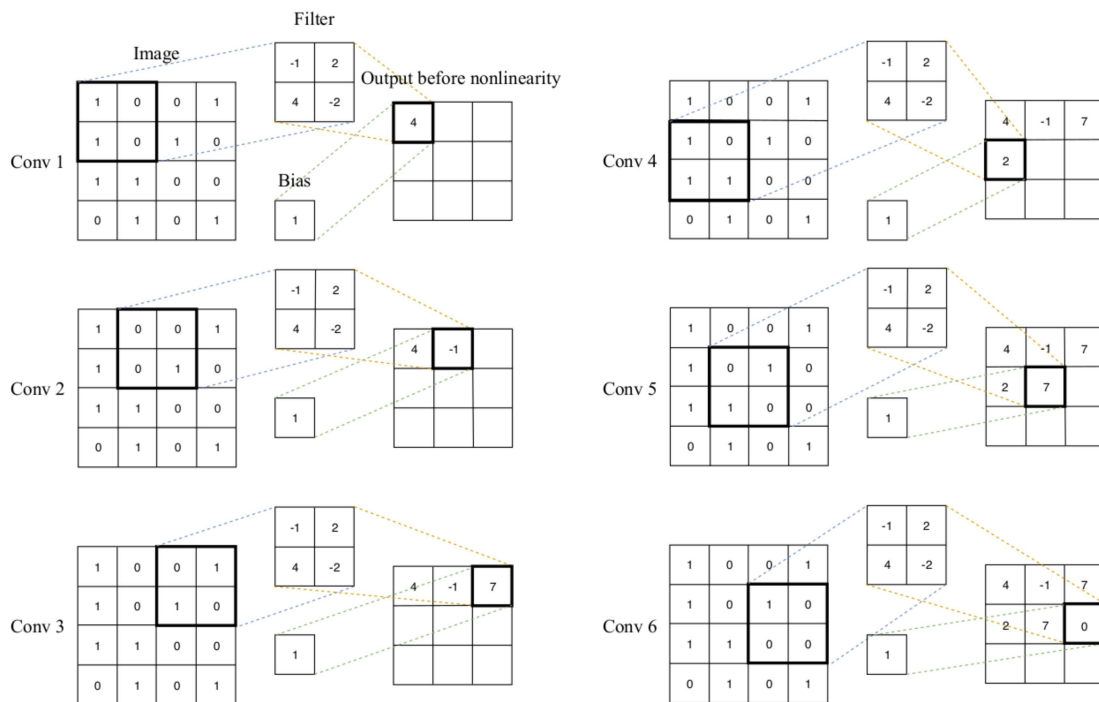 Filter
Image
-1 2
4 -2
Output before nonlinearity
1 0 0 1
1 0 1 0
1 1 0 0
0 1 0 1
4
Conv 1
Bias
1
-1 2
4 -2
1 0 0 1
1 0 1 0
1 1 0 0
0 1 0 1
4 -1
Conv 2
1
-1 2
4 -2
1 0 0 1
1 0 1 0
1 1 0 0
0 1 0 1
4 -1 7
Conv 3
1
-1 2
4 -2
1 0 0 1
1 0 1 0
1 1 0 0
0 1 0 1
4 -1 7
2
Conv 4
1
-1 2
4 -2
1 0 0 1
1 0 1 0
1 1 0 0
0 1 0 1
4 -1 7
2 7
Conv 5
1
-1 2
4 -2
1 0 0 1
1 0 1 0
1 1 0 0
0 1 0 1
4 -1 7
2 7 0
Conv 6
1